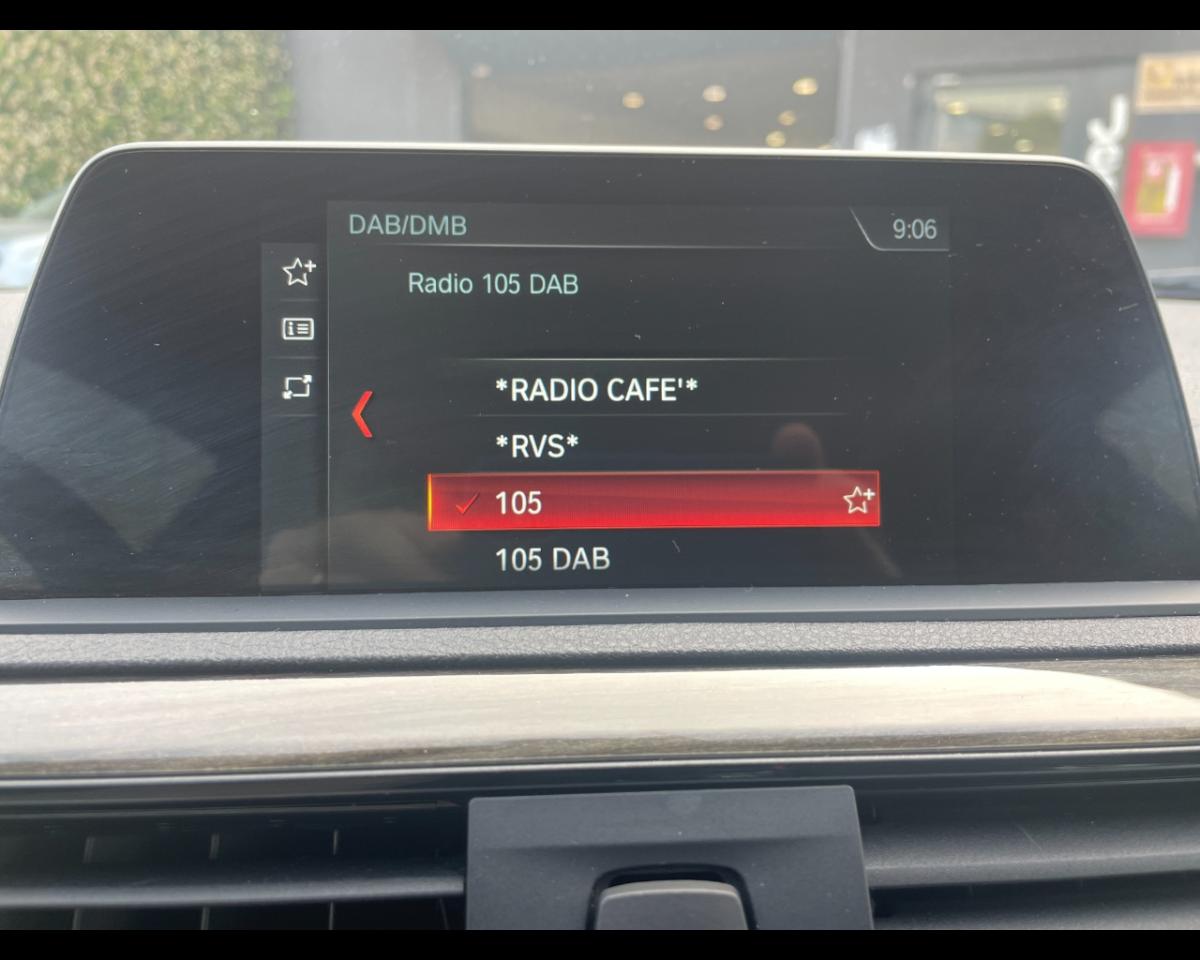 DAB/DMB
9:06
Radio 105 DAB
*RADIO CAFE'*
*RVS*
105
105 DAB